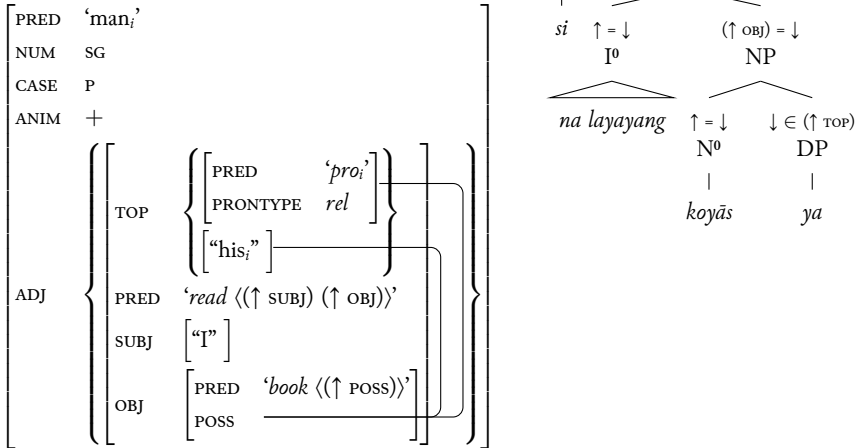 PRED ‘manᵢ’
NUM SG
CASE P
ANIM +
ADJ
TOP
PRED ‘proᵢ’
PRONTYPE rel
“hisᵢ”
PRED ‘read ⟨(↑ SUBJ) (↑ OBJ)⟩’
SUBJ “I”
OBJ
PRED ‘book ⟨(↑ POSS)⟩’
POSS
si ↑ = ↓ (↑ OBJ) = ↓
I⁰ NP
na layayang ↑ = ↓ ↓ ∈ (↑ TOP)
N⁰ DP
koyās ya